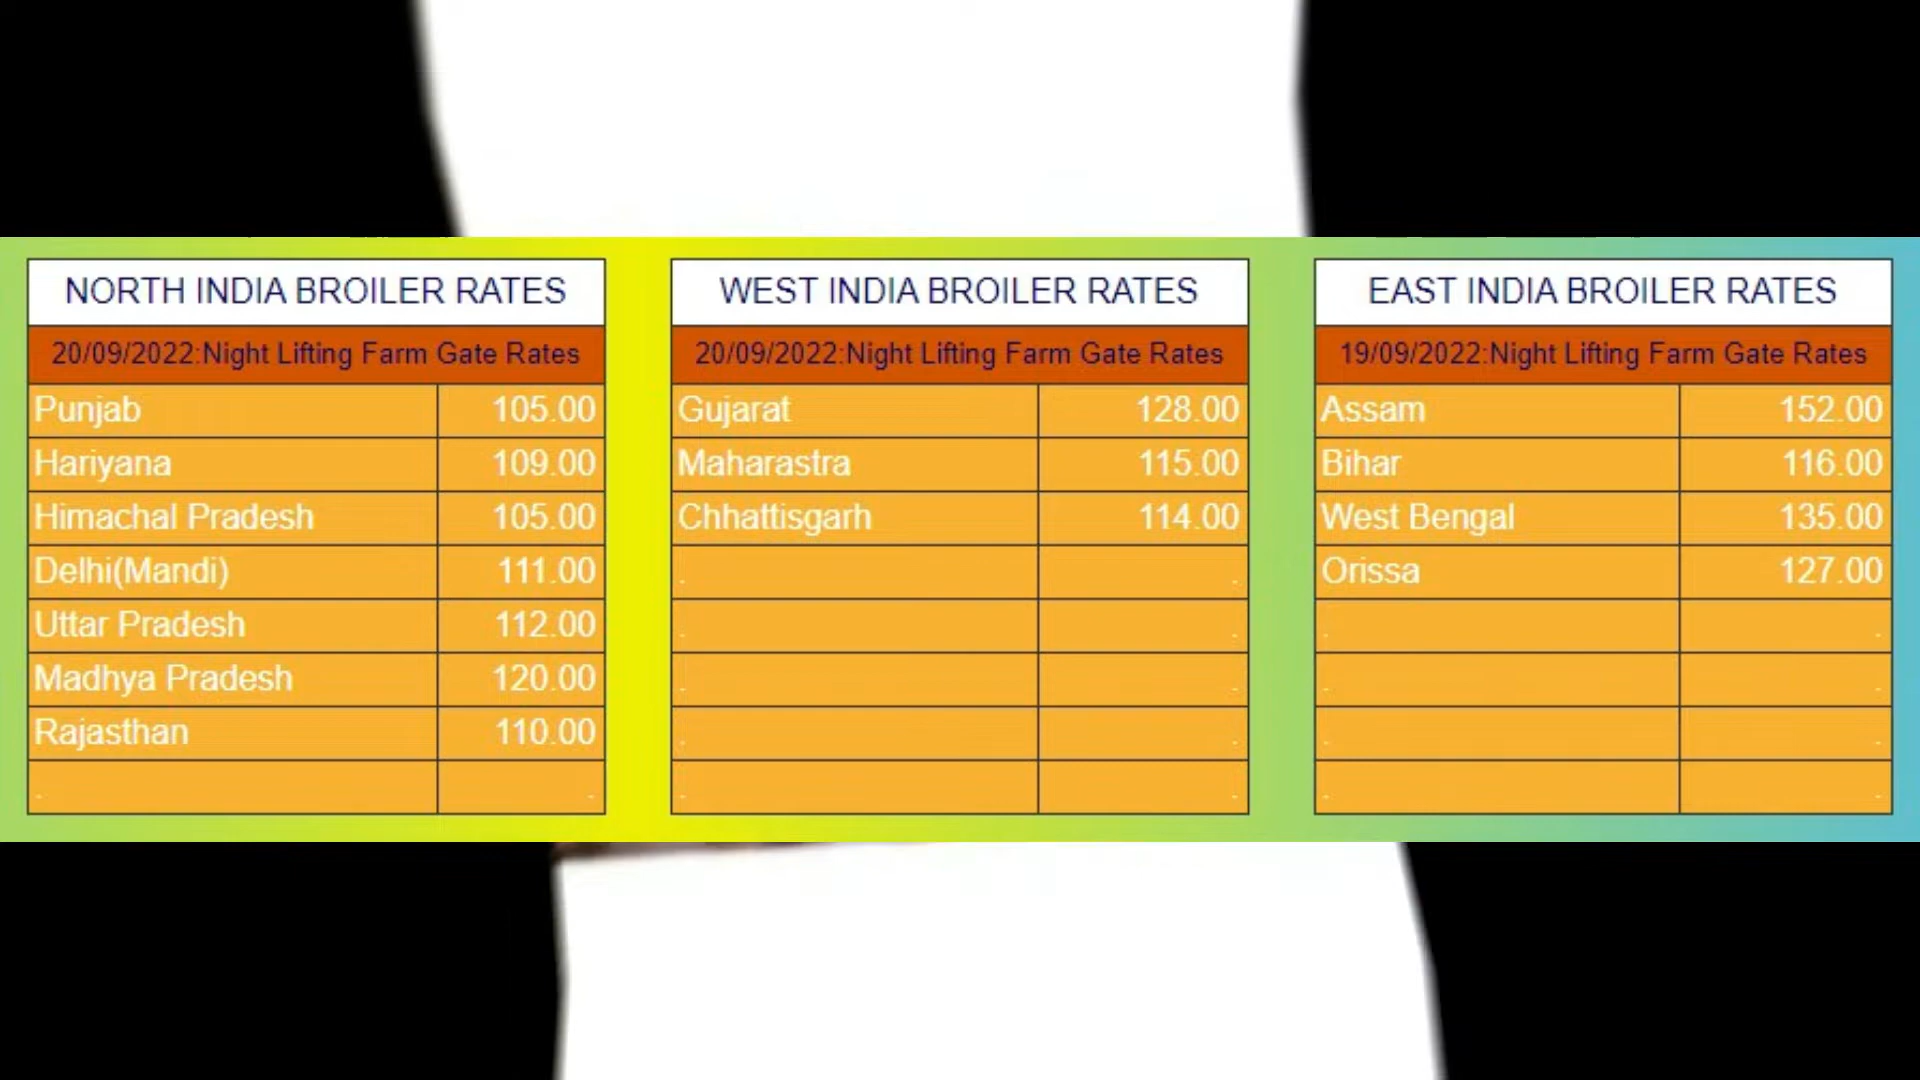 NORTH INDIA BROILER RATES
20/09/2022:Night Lifting Farm Gate Rates
Punjab 105.00
Hariyana 109.00
Himachal Pradesh 105.00
Delhi(Mandi) 111.00
Uttar Pradesh 112.00
Madhya Pradesh 120.00
Rajasthan 110.00
. .
WEST INDIA BROILER RATES
20/09/2022:Night Lifting Farm Gate Rates
Gujarat 128.00
Maharastra 115.00
Chhattisgarh 114.00
. .
. .
. .
. .
. .
EAST INDIA BROILER RATES
19/09/2022:Night Lifting Farm Gate Rates
Assam 152.00
Bihar 116.00
West Bengal 135.00
Orissa 127.00
. .
. .
. .
. .